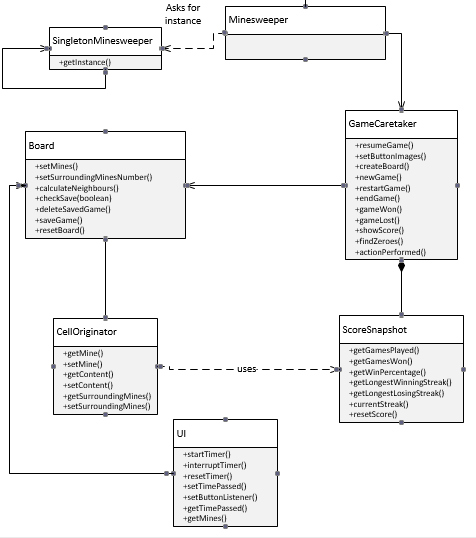 Asks for
instance
Minesweeper
SingletonMinesweeper
+getInstance()
GameCaretaker
+resumeGame()
+setButtonImages()
+createBoard()
+newGame()
+restartGame()
+endGame()
+gameWon()
+gameLost()
+showScore()
+findZeroes()
+actionPerformed()
Board
+setMines()
+setSurroundingMinesNumber()
+calculateNeighbours()
+checkSave(boolean)
+deleteSavedGame()
+saveGame()
+resetBoard()
CellOriginator
+getMine()
+setMine()
+getContent()
+setContent()
+getSurroundingMines()
+setSurroundingMines()
uses
ScoreSnapshot
+getGamesPlayed()
+getGamesWon()
+getWinPercentage()
+getLongestWinningStreak()
+getLongestLosingStreak()
+currentStreak()
+resetScore()
UI
+startTimer()
+interruptTimer()
+resetTimer()
+setTimePassed()
+setButtonListener()
+getTimePassed()
+getMines()